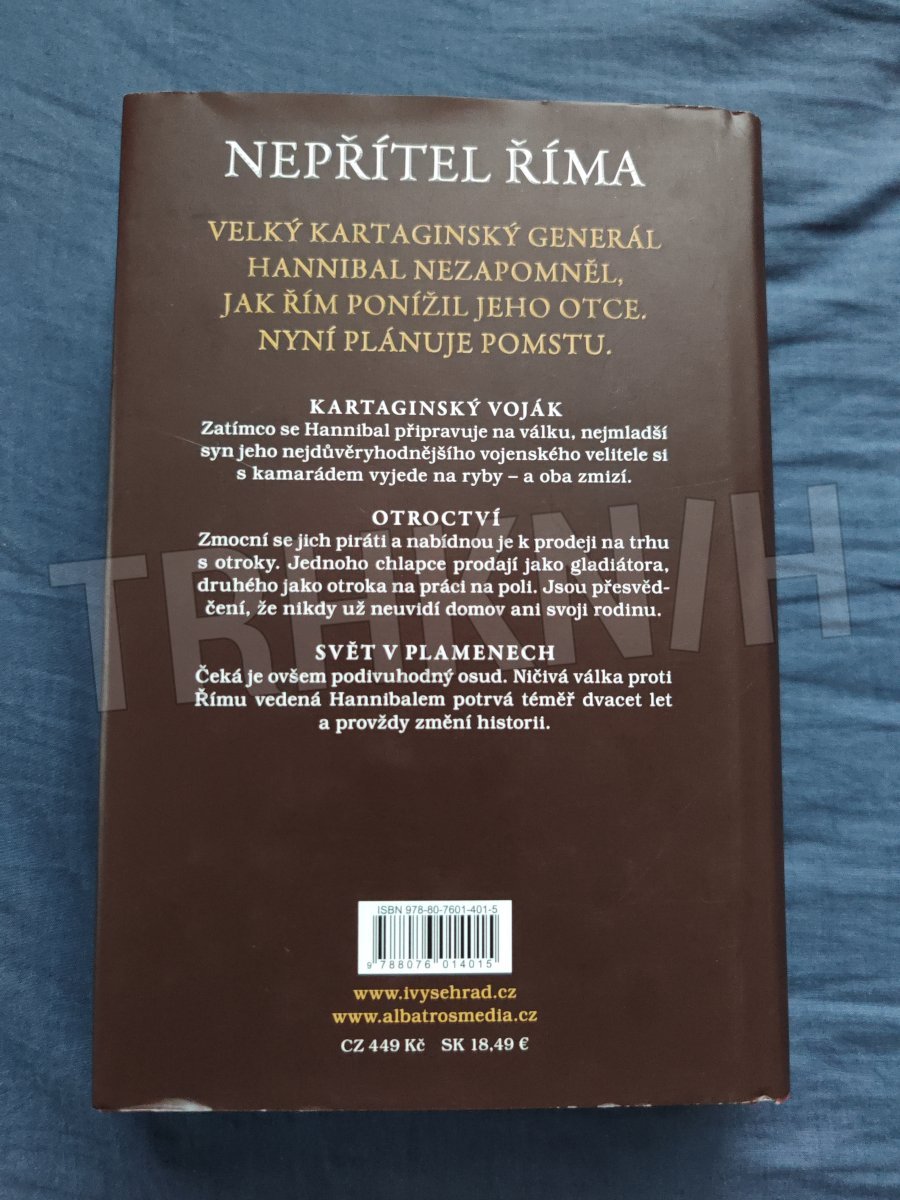 NEPŘÍTEL ŘÍMA
VELKÝ KARTAGINSKÝ GENERÁL
HANNIBAL NEZAPOMNĚL,
JAK ŘÍM PONÍŽIL JEHO OTCE.
NYNÍ PLÁNUJE POMSTU.
KARTAGINSKÝ VOJÁK
Zatímco se Hannibal připravuje na válku, nejmladší
syn jeho nejdůvěryhodnějšího vojenského velitele si
s kamarádem vyjede na ryby – a oba zmizí.
OTROCTVÍ
Zmocní se jich piráti a nabídnou je k prodeji na trhu
s otroky. Jednoho chlapce prodají jako gladiátora,
druhého jako otroka na práci na poli. Jsou přesvěd-
čení, že nikdy už neuvidí domov ani svoji rodinu.
SVĚT V PLAMENECH
Čeká je ovšem podivuhodný osud. Ničivá válka proti
Římu vedená Hannibalem potrvá téměř dvacet let
a provždy změní historii.
TRHKNIH
ISBN 978-80-7601-401-5
9 788076 014015
www.ivysehrad.cz
www.albatrosmedia.cz
CZ 449 Kč SK 18,49 €